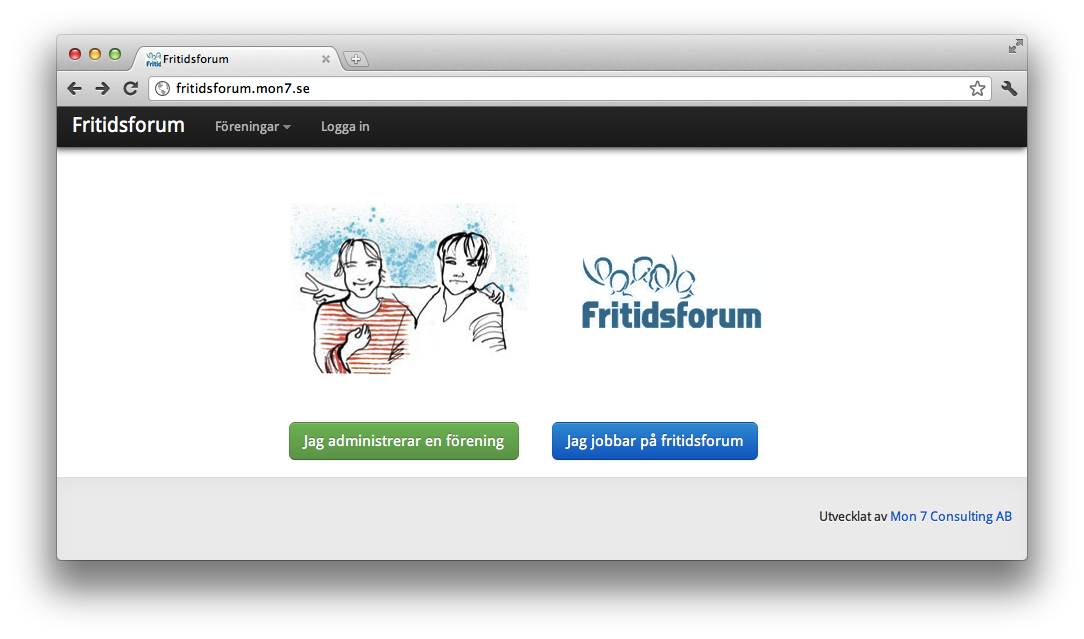 Fritid
Fritidsforum
fritidsforum.mon7.se
Fritidsforum Föreningar Logga in
Fritidsforum
Jag administrerar en förening Jag jobbar på fritidsforum
Utvecklat av Mon 7 Consulting AB